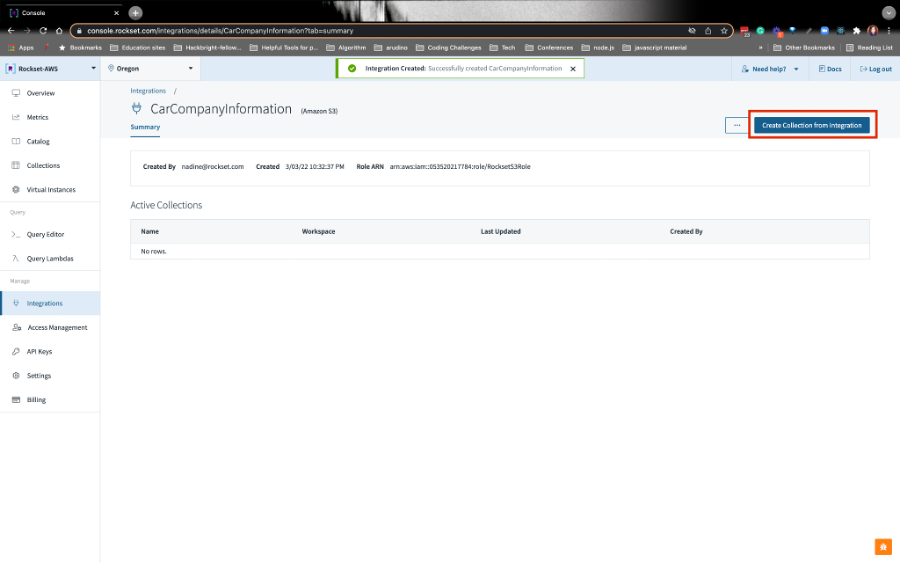 Console
console.rockset.com/integrations/details/CarCompanyInformation?tab=summary
23
Apps
Bookmarks
Education sites
Hackbright-fellow...
Helpful Tools for p...
Algorithm
arudino
Coding Challenges
Tech
Conferences
node.js
javascript material
»
Other Bookmarks
Reading List
Rockset-AWS
Oregon
Integration Created: Successfully created CarCompanyInformation
Need help?
Docs
Log out
Overview
Metrics
Catalog
Collections
Virtual Instances
Query
Query Editor
Query Lambdas
Manage
Integrations
Access Management
API Keys
Settings
Billing
Integrations /
CarCompanyInformation (Amazon S3)
Summary
...
Create Collection from Integration
Created By nadine@rockset.com Created 3/03/22 10:32:37 PM Role ARN arn:aws:iam::053520217784:role/RocksetS3Role
Active Collections
Name Workspace Last Updated Created By
No rows.